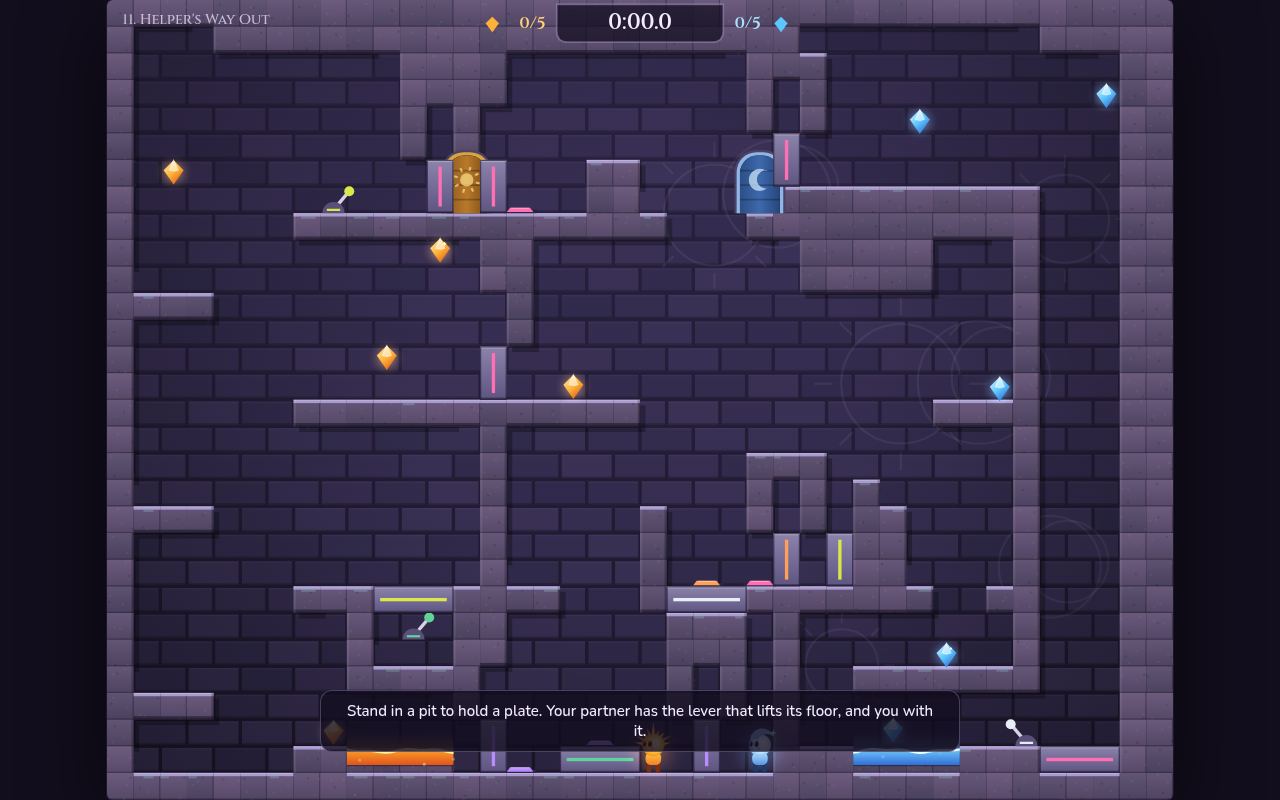 11. Helper's Way Out
0/5
0:00.0
0/5
Stand in a pit to hold a plate. Your partner has the lever that lifts its floor, and you with
it.